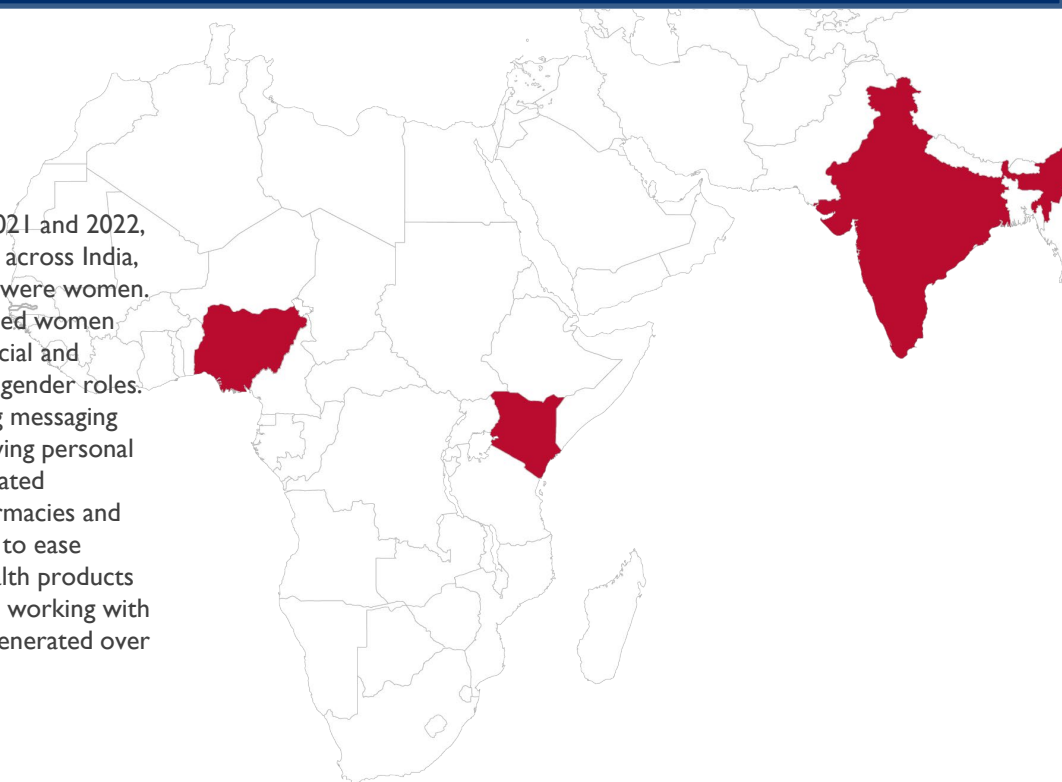 021 and 2022,
across India,
were women.
ed women
cial and
gender roles.
g messaging
ving personal
ated
rmacies and
to ease
alth products
working with
enerated over